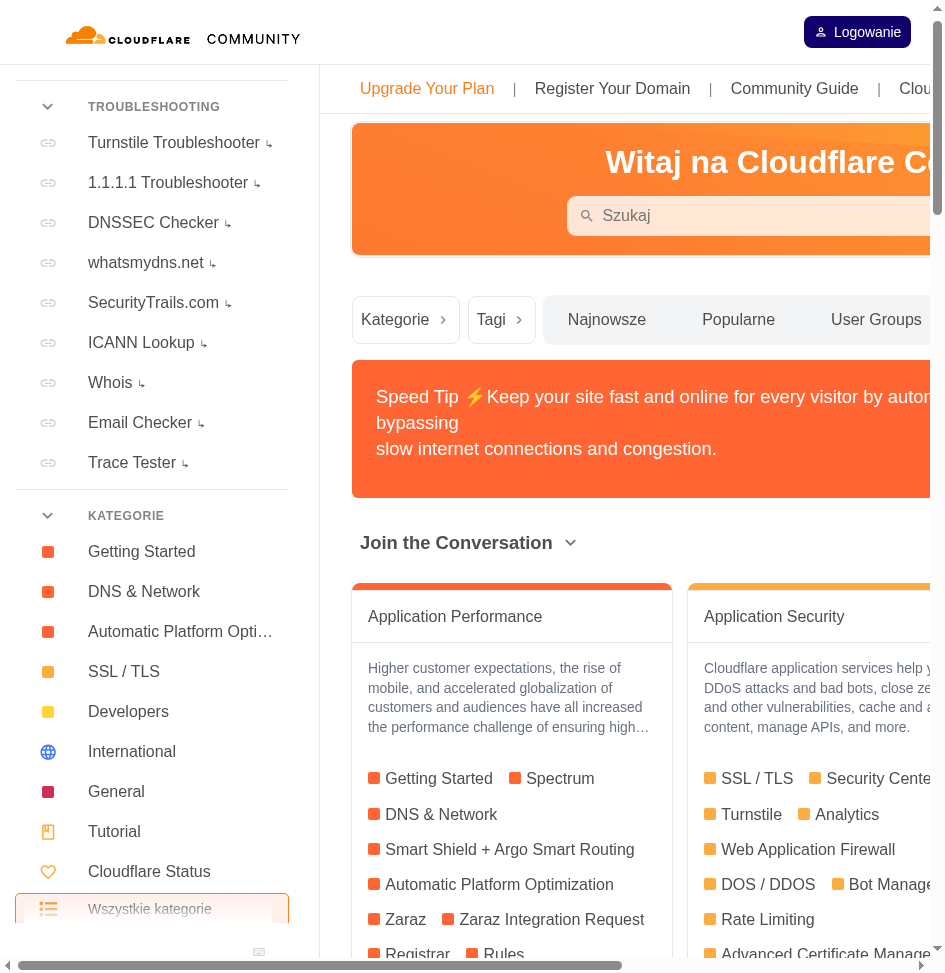 CLOUDFLARE COMMUNITY
Logowanie
TROUBLESHOOTING
Turnstile Troubleshooter ↳
1.1.1.1 Troubleshooter ↳
DNSSEC Checker ↳
whatsmydns.net ↳
SecurityTrails.com ↳
ICANN Lookup ↳
Whois ↳
Email Checker ↳
Trace Tester ↳
KATEGORIE
Getting Started
DNS & Network
Automatic Platform Opti…
SSL / TLS
Developers
International
General
Tutorial
Cloudflare Status
Wszystkie kategorie
Upgrade Your Plan | Register Your Domain | Community Guide | Clou
Witaj na Cloudflare
Szukaj
Kategorie Tagi Najnowsze Popularne User Groups
Speed Tip ⚡Keep your site fast and online for every visitor by
bypassing
slow internet connections and congestion.
Join the Conversation
Application Performance
Higher customer expectations, the rise of
mobile, and accelerated globalization of
customers and audiences have all increased
the performance challenge of ensuring high…
Getting Started Spectrum
DNS & Network
Smart Shield + Argo Smart Routing
Automatic Platform Optimization
Zaraz Zaraz Integration Request
Registrar Rules
Application Security
Cloudflare application services help
DDoS attacks and bad bots, close
and other vulnerabilities, cache and
content, manage APIs, and more.
SSL / TLS Security
Turnstile Analytics
Web Application Firewall
DOS / DDOS Bot
Rate Limiting
Advanced Certificate